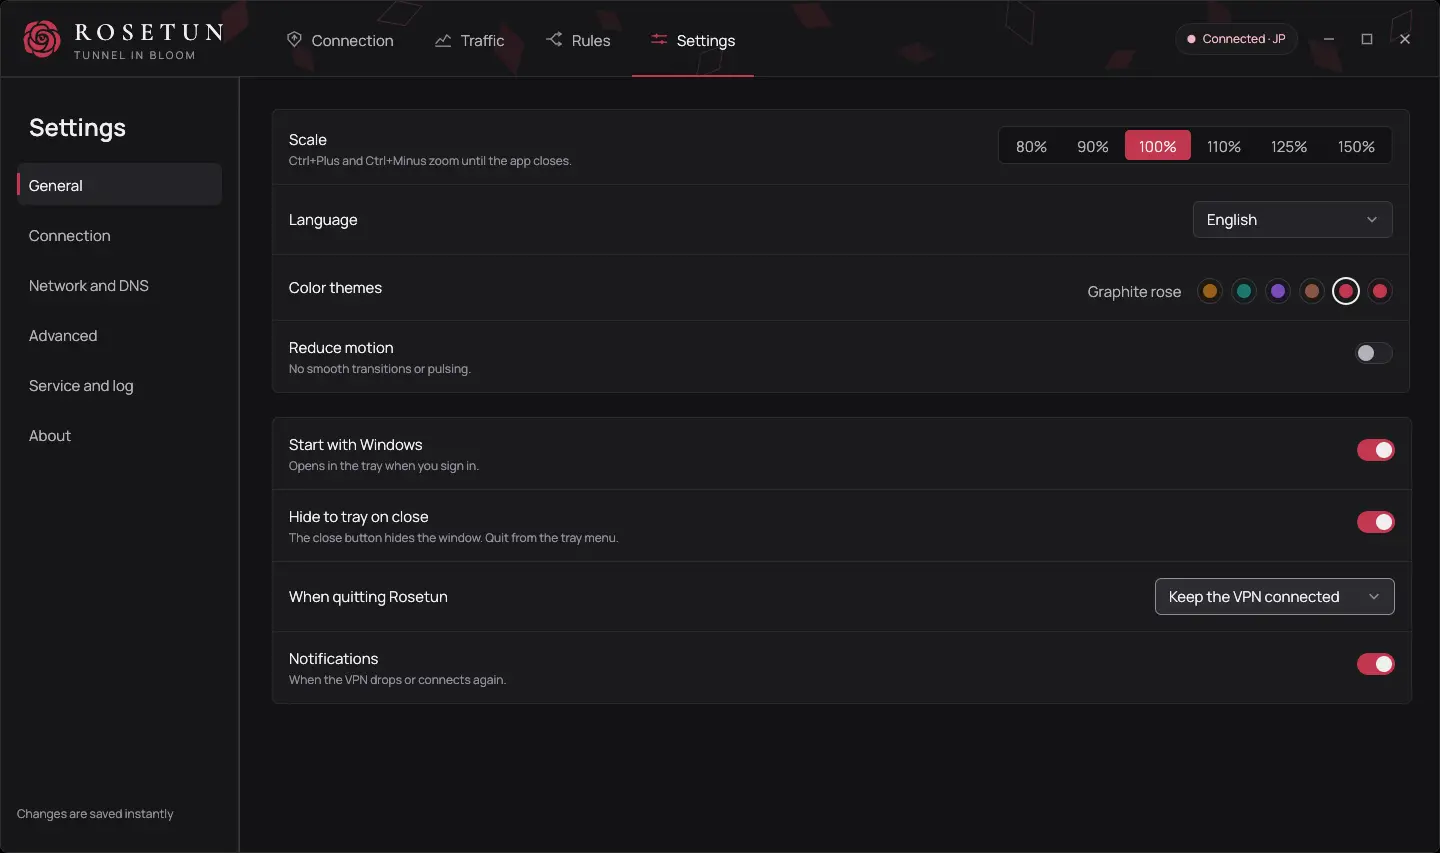 ROSETUN
TUNNEL IN BLOOM
Connection
Traffic
Rules
Settings
Connected · JP
Settings
General
Connection
Network and DNS
Advanced
Service and log
About
Changes are saved instantly
Scale
Ctrl+Plus and Ctrl+Minus zoom until the app closes.
80% 90% 100% 110% 125% 150%
Language
English
Color themes
Graphite rose
Reduce motion
No smooth transitions or pulsing.
Start with Windows
Opens in the tray when you sign in.
Hide to tray on close
The close button hides the window. Quit from the tray menu.
When quitting Rosetun
Keep the VPN connected
Notifications
When the VPN drops or connects again.